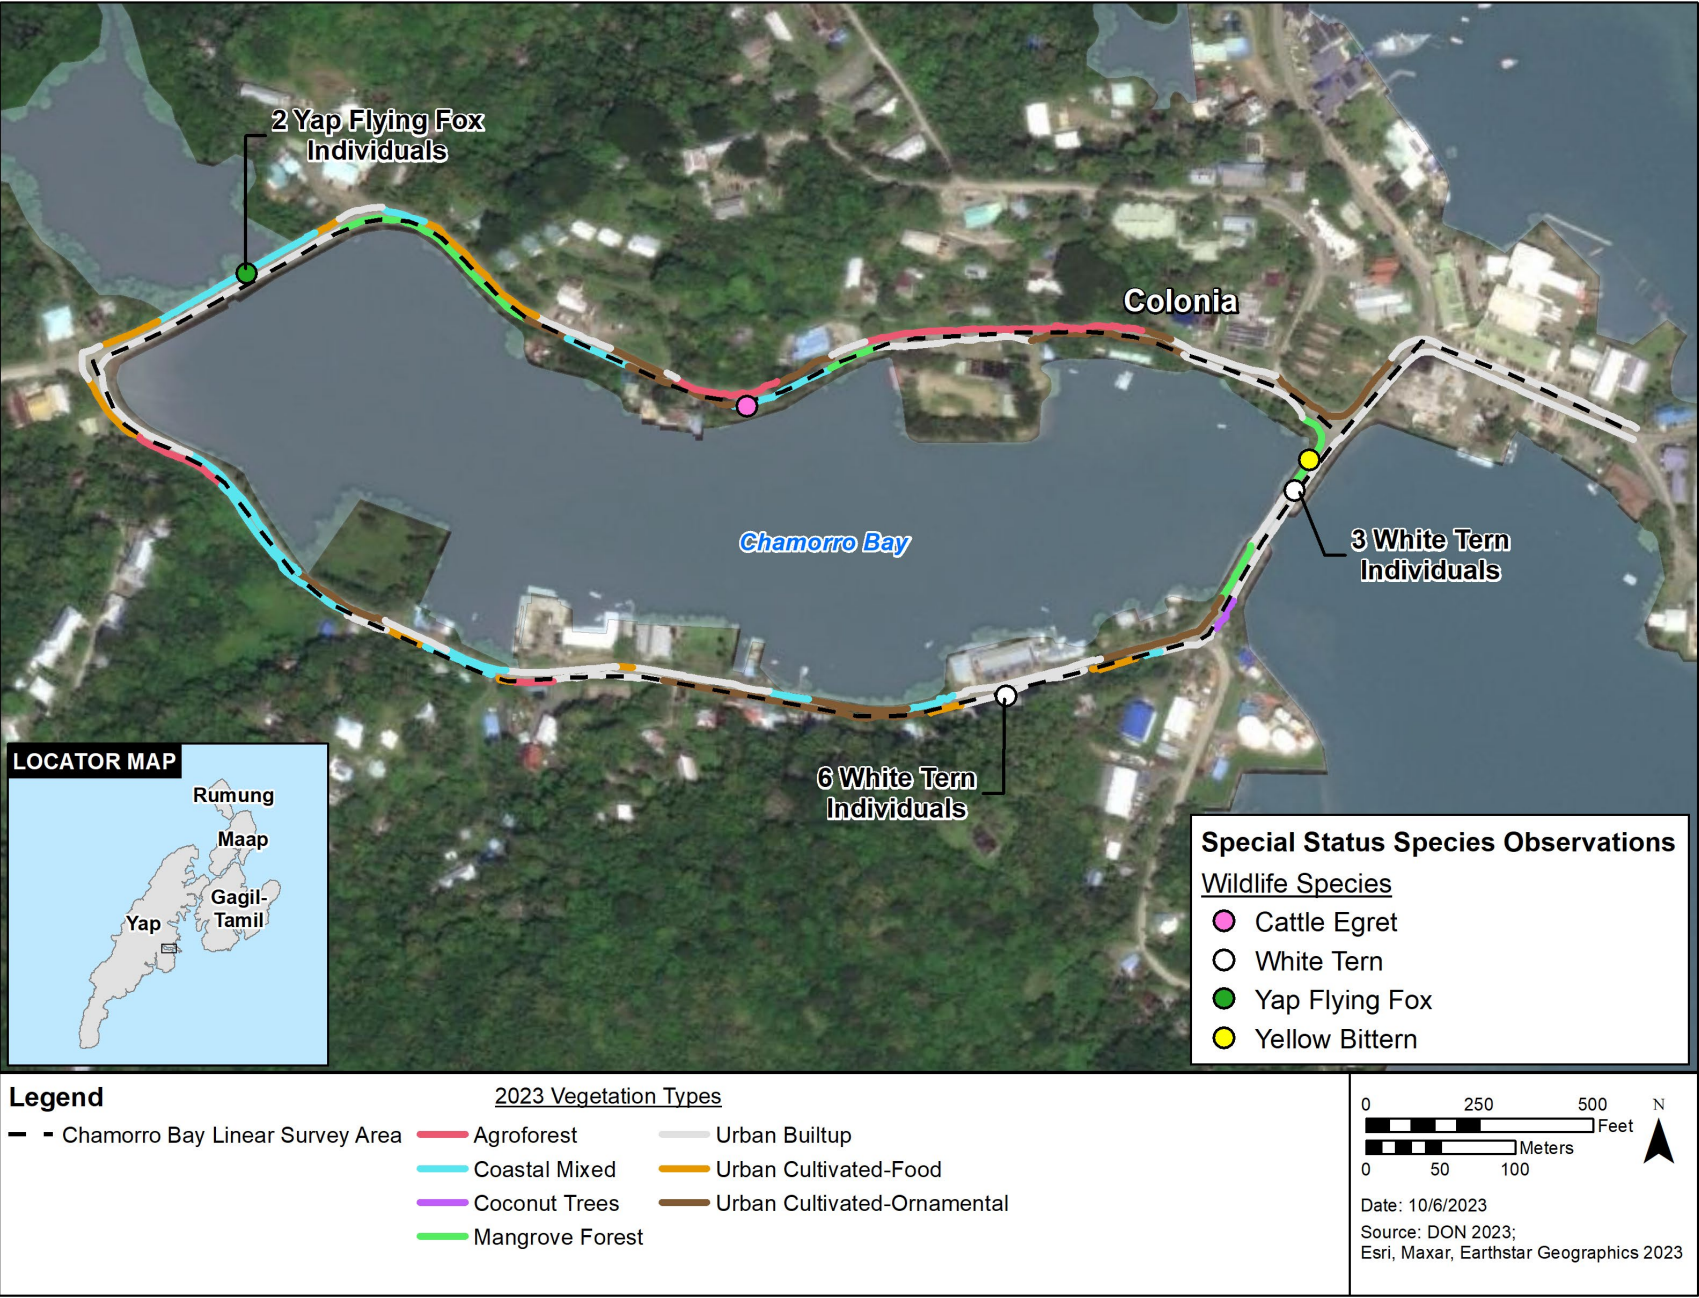 2 Yap Flying Fox
Individuals
Colonia
Chamorro Bay
3 White Tern
Individuals
6 White Tern
Individuals
LOCATOR MAP
Rumung
Maap
Gagil-
Tamil
Yap
Special Status Species Observations
Wildlife Species
Cattle Egret
White Tern
Yap Flying Fox
Yellow Bittern
Legend
Chamorro Bay Linear Survey Area
2023 Vegetation Types
Agroforest
Coastal Mixed
Coconut Trees
Mangrove Forest
Urban Builtup
Urban Cultivated-Food
Urban Cultivated-Ornamental
0 250 500
Feet
Meters
0 50 100
N
Date: 10/6/2023
Source: DON 2023;
Esri, Maxar, Earthstar Geographics 2023